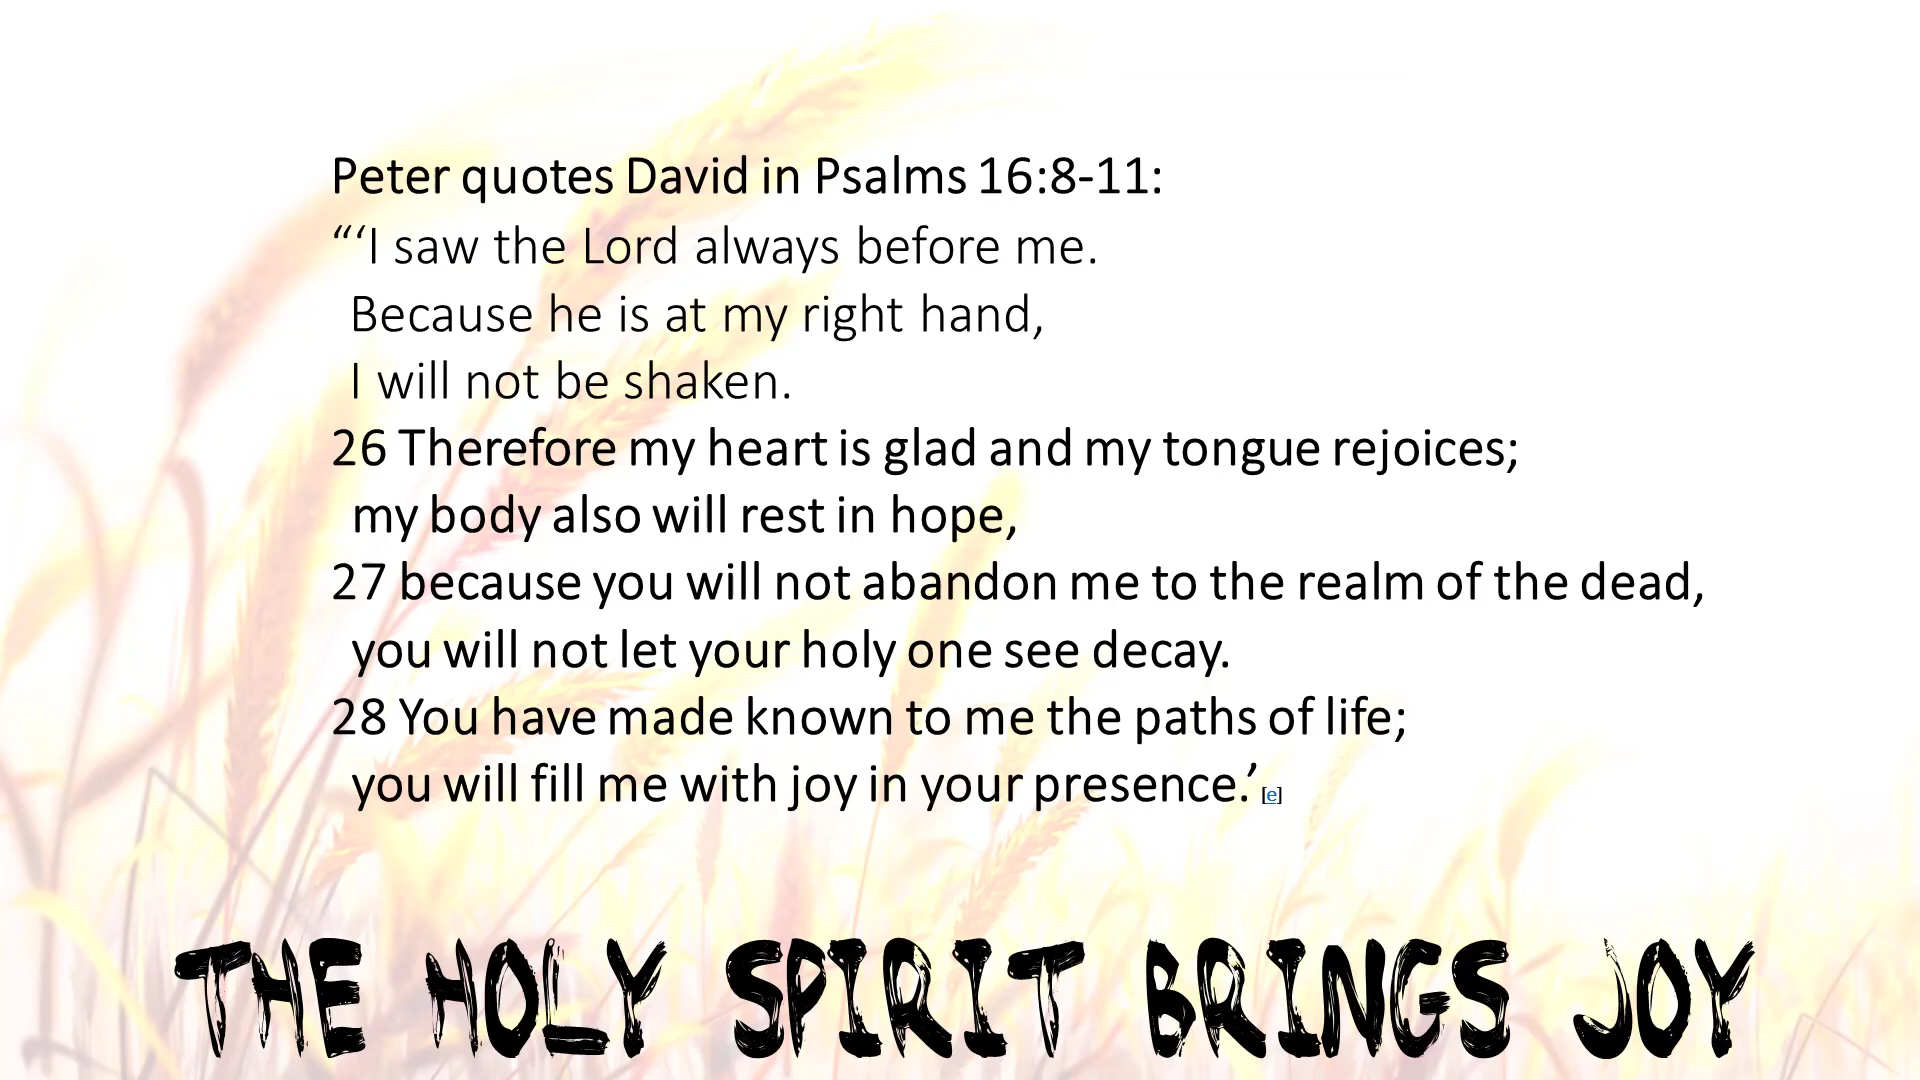 Peter quotes David in Psalms 16:8-11:
“‘I saw the Lord always before me.
Because he is at my right hand,
I will not be shaken.
26 Therefore my heart is glad and my tongue rejoices;
my body also will rest in hope,
27 because you will not abandon me to the realm of the dead,
you will not let your holy one see decay.
28 You have made known to me the paths of life;
you will fill me with joy in your presence.’ [e]
THE HOLY SPIRIT BRINGS JOY